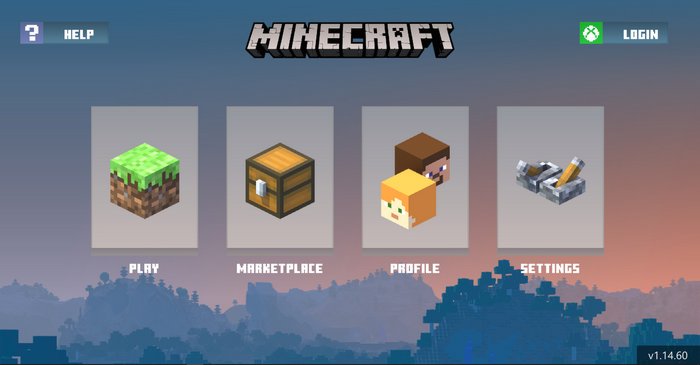 ?
HELP
MINECRAFT
LOGIN
PLAY
MARKETPLACE
PROFILE
SETTINGS
v1.14.60